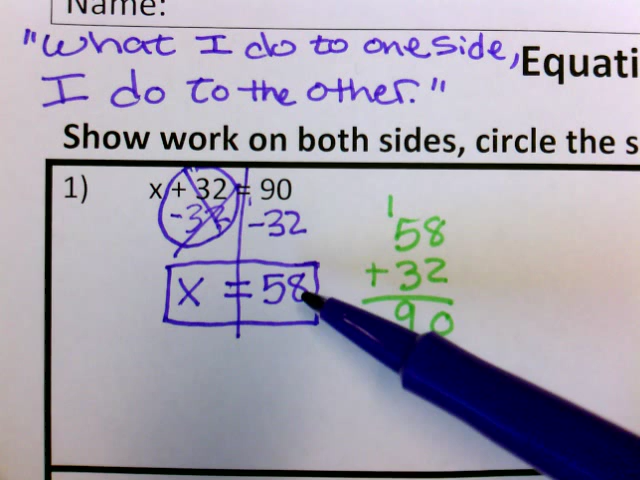 Name:
"What I do to one side,
I do to the other."
Equati
Show work on both sides, circle the s
1) x + 32 = 90
-32 -32
x = 58
1
58
+32
90